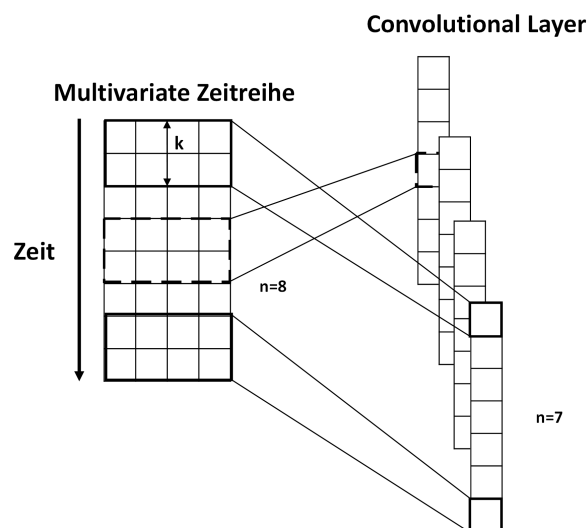 Convolutional Layer
Multivariate Zeitreihe
k
Zeit
n=8
n=7